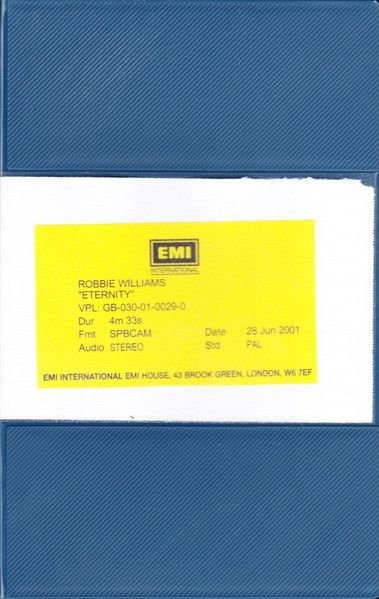 EMI
INTERNATIONAL
ROBBIE WILLIAMS
"ETERNITY"
VPL: GB-030-01-0029-0
Dur 4m 33s
Fmt SPBCAM Date 28 Jun 2001
Audio STEREO Std PAL
EMI INTERNATIONAL EMI HOUSE, 43 BROOK GREEN, LONDON, W6 7EF